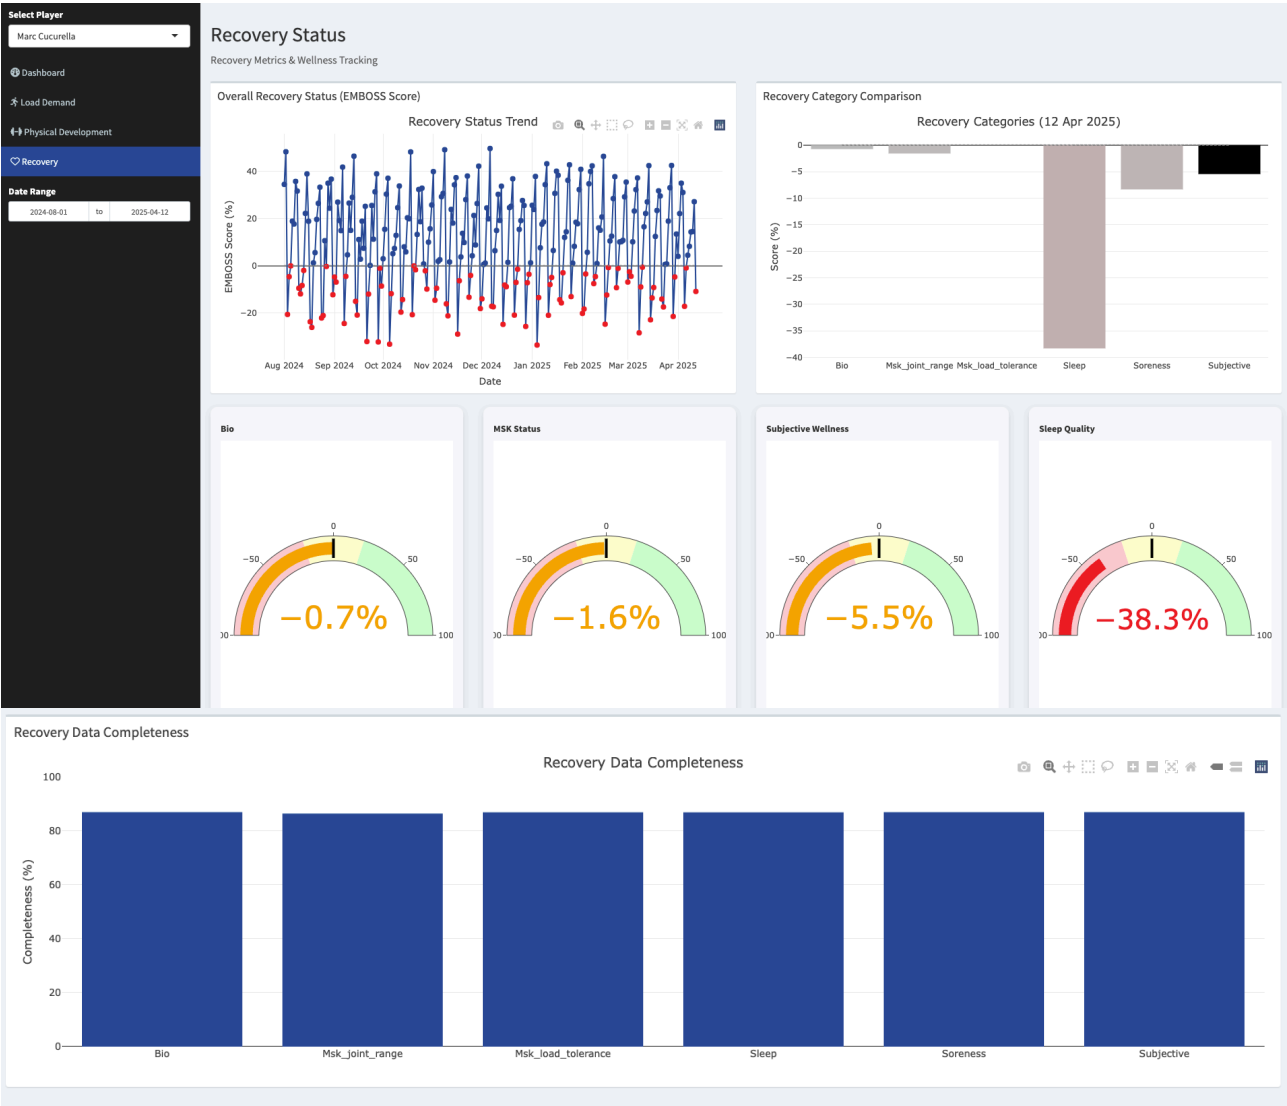 Select Player
Marc Cucurella
Dashboard
Load Demand
Physical Development
Recovery
Date Range
2024-08-01 to 2025-04-12
Recovery Status
Recovery Metrics & Wellness Tracking
Overall Recovery Status (EMBOSS Score)
Recovery Status Trend
EMBOSS Score (%)
40
20
0
−20
Aug 2024 Sep 2024 Oct 2024 Nov 2024 Dec 2024 Jan 2025 Feb 2025 Mar 2025 Apr 2025
Date
Recovery Category Comparison
Recovery Categories (12 Apr 2025)
Score (%)
0
−5
−10
−15
−20
−25
−30
−35
−40
Bio Msk_joint_range Msk_load_tolerance Sleep Soreness Subjective
Bio
0
−50 50
00 100
−0.7%
MSK Status
0
−50 50
00 100
−1.6%
Subjective Wellness
0
−50 50
00 100
−5.5%
Sleep Quality
0
−50 50
00 100
−38.3%
Recovery Data Completeness
Recovery Data Completeness
Completeness (%)
100
80
60
40
20
0
Bio Msk_joint_range Msk_load_tolerance Sleep Soreness Subjective